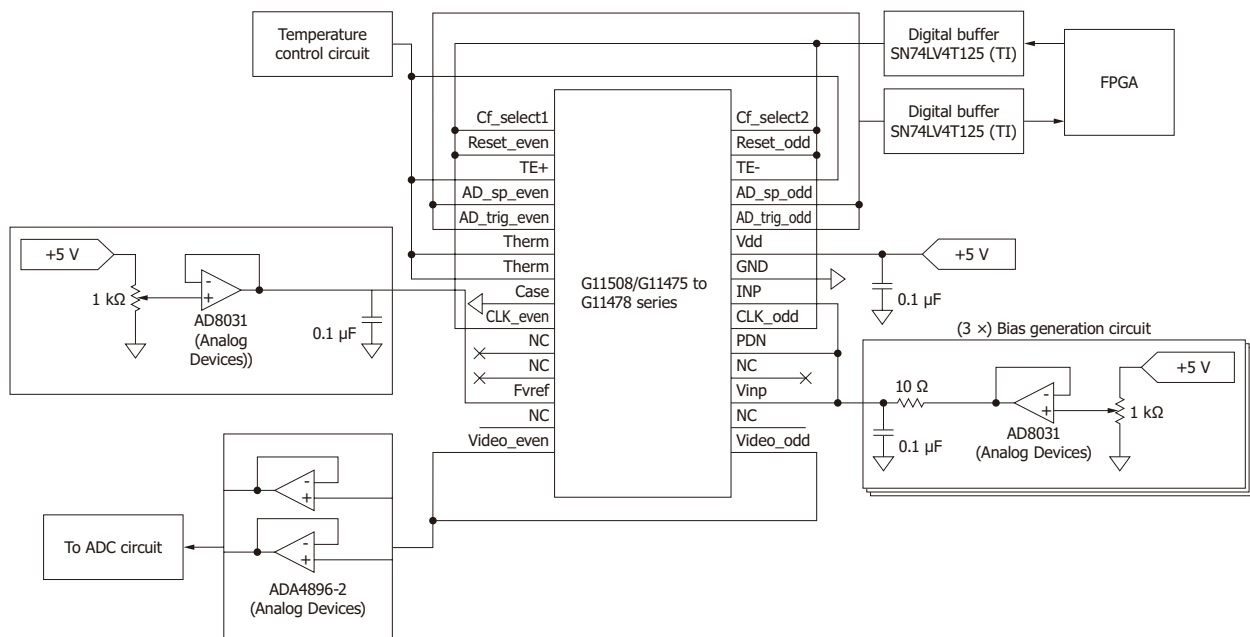 Temperature
control circuit
Digital buffer
SN74LV4T125 (TI)
FPGA
Digital buffer
SN74LV4T125 (TI)
Cf_select1
Reset_even
TE+
AD_sp_even
AD_trig_even
Therm
Therm
Case
CLK_even
NC
NC
Fvref
NC
Video_even
G11508/G11475 to
G11478 series
Cf_select2
Reset_odd
TE-
AD_sp_odd
AD_trig_odd
Vdd
GND
INP
CLK_odd
PDN
NC
Vinp
NC
Video_odd
+5 V
1 kΩ
-
+
AD8031
(Analog
Devices))
0.1 µF
+5 V
0.1 µF
(3 ×) Bias generation circuit
+5 V
10 Ω
-
+
1 kΩ
0.1 µF
AD8031
(Analog Devices)
-
+
-
+
To ADC circuit
ADA4896-2
(Analog Devices)